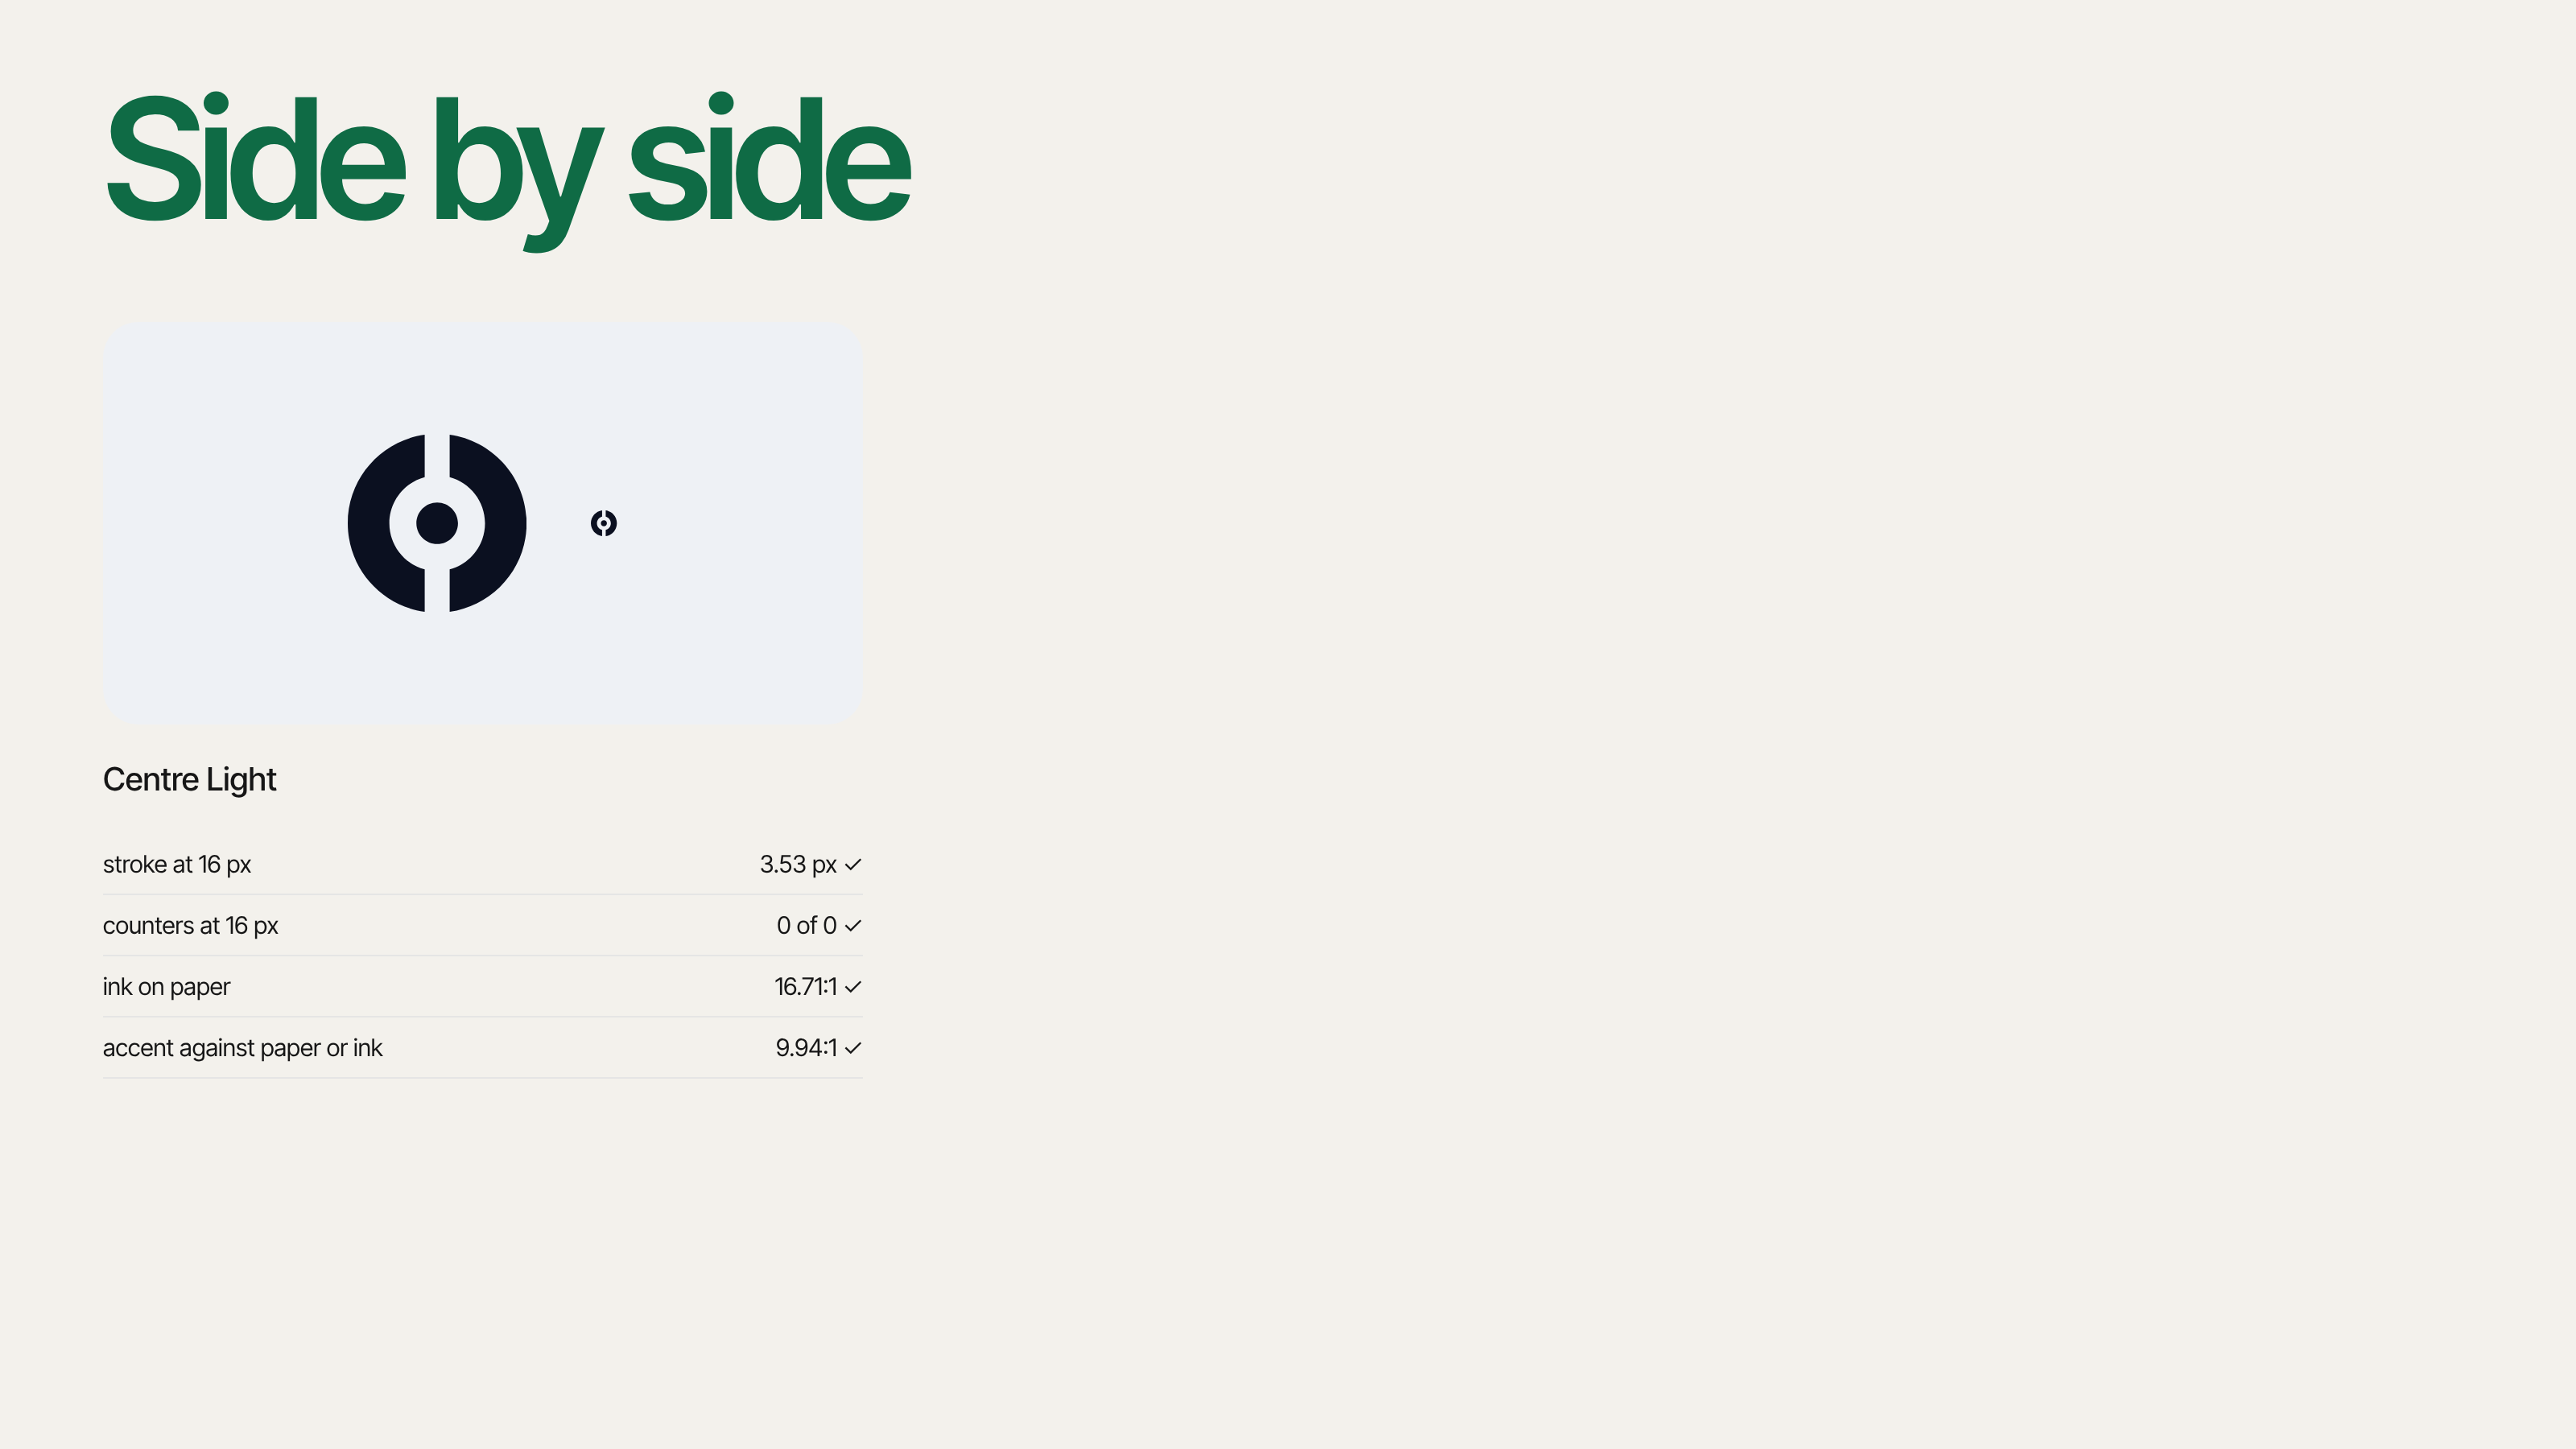 Side by side
Centre Light
stroke at 16 px 3.53 px ✓
counters at 16 px 0 of 0 ✓
ink on paper 16.71:1 ✓
accent against paper or ink 9.94:1 ✓